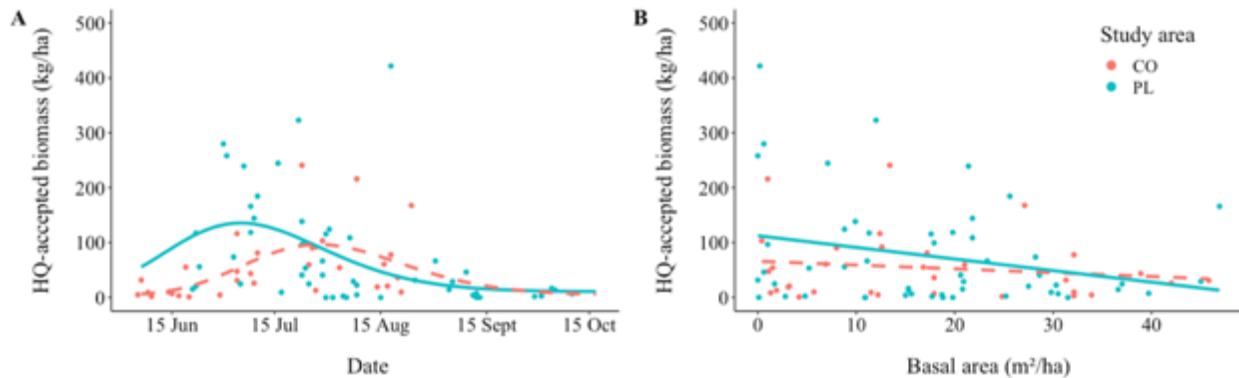 A
HQ-accepted biomass (kg/ha)
500
400
300
200
100
0
15 Jun
15 Jul
15 Aug
15 Sept
15 Oct
Date
B
HQ-accepted biomass (kg/ha)
500
400
300
200
100
0
0
10
20
30
40
Basal area (m²/ha)
Study area
CO
PL